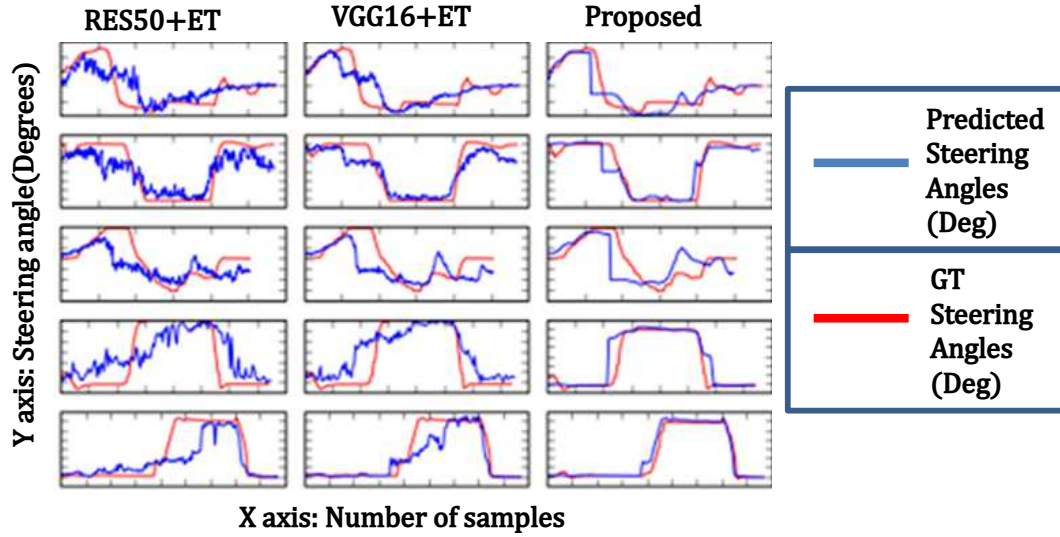 RES50+ET
VGG16+ET
Proposed
Y axis: Steering angle(Degrees)
X axis: Number of samples
Predicted
Steering
Angles
(Deg)
GT
Steering
Angles
(Deg)